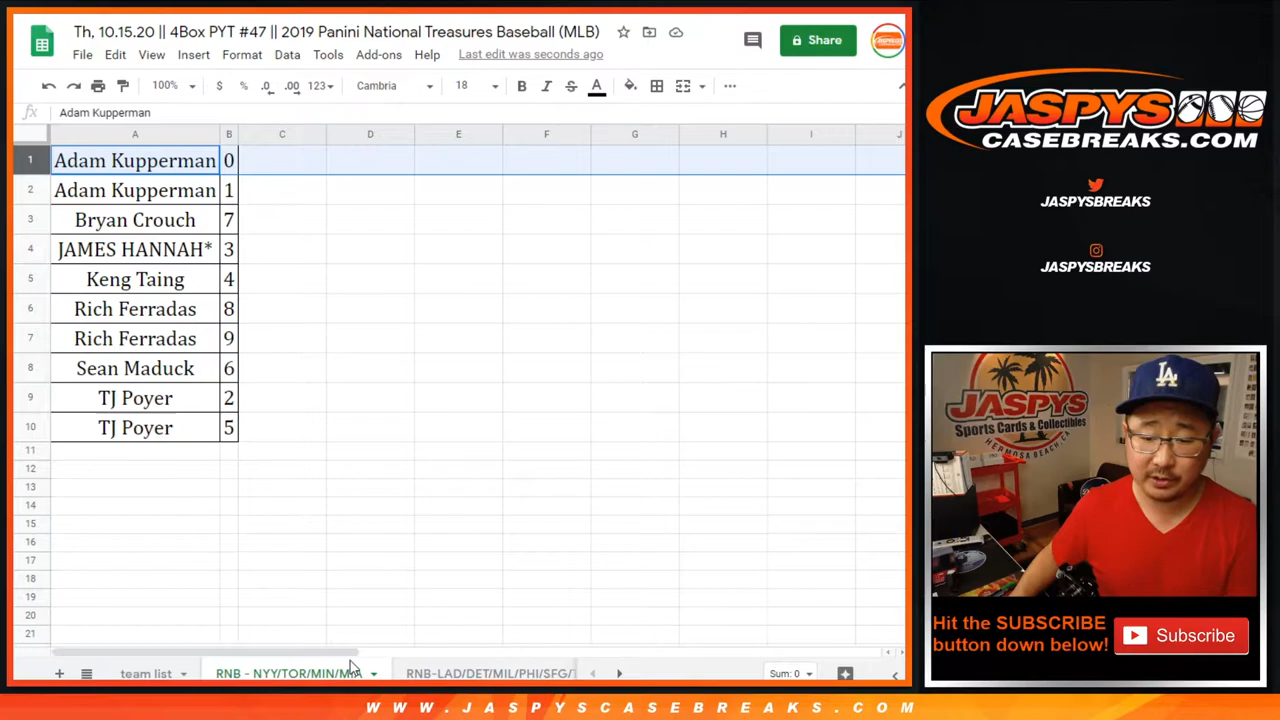 Th, 10.15.20 || 4Box PYT #47 || 2019 Panini National Treasures Baseball (MLB)
File Edit View Insert Format Data Tools Add-ons Help Last edit was seconds ago
Share
100% $ % .0 .00 123 Cambria 18 B I S A
fx Adam Kupperman
A B C D E F G H I J
1 Adam Kupperman 0
2 Adam Kupperman 1
3 Bryan Crouch 7
4 JAMES HANNAH* 3
5 Keng Taing 4
6 Rich Ferradas 8
7 Rich Ferradas 9
8 Sean Maduck 6
9 TJ Poyer 2
10 TJ Poyer 5
11
12
13
14
15
16
17
18
19
20
21
+ team list RNB - NYY/TOR/MIN/MIA RNB-LAD/DET/MIL/PHI/SFG/ Sum: 0
JASPYS
CASEBREAKS.COM
JASPYSBREAKS
JASPYSBREAKS
JASPYS
Sports Cards & Collectibles
HERMOSA BEACH, CA
LA
Hit the SUBSCRIBE
button down below!
Subscribe
WWW.JASPYSCASEBREAKS.COM